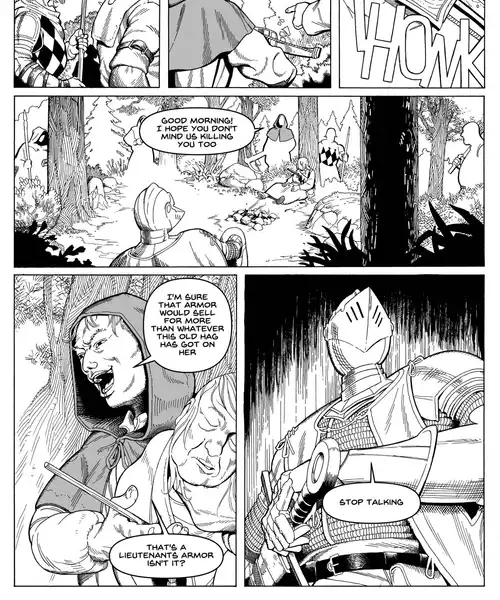 HONK
GOOD MORNING!
I HOPE YOU DON'T
MIND US KILLING
YOU TOO
I'M SURE
THAT ARMOR
WOULD SELL
FOR MORE
THAN WHATEVER
THIS OLD HAG
HAS GOT ON
HER
THAT'S A
LIEUTENANTS ARMOR
ISN'T IT?
STOP TALKING